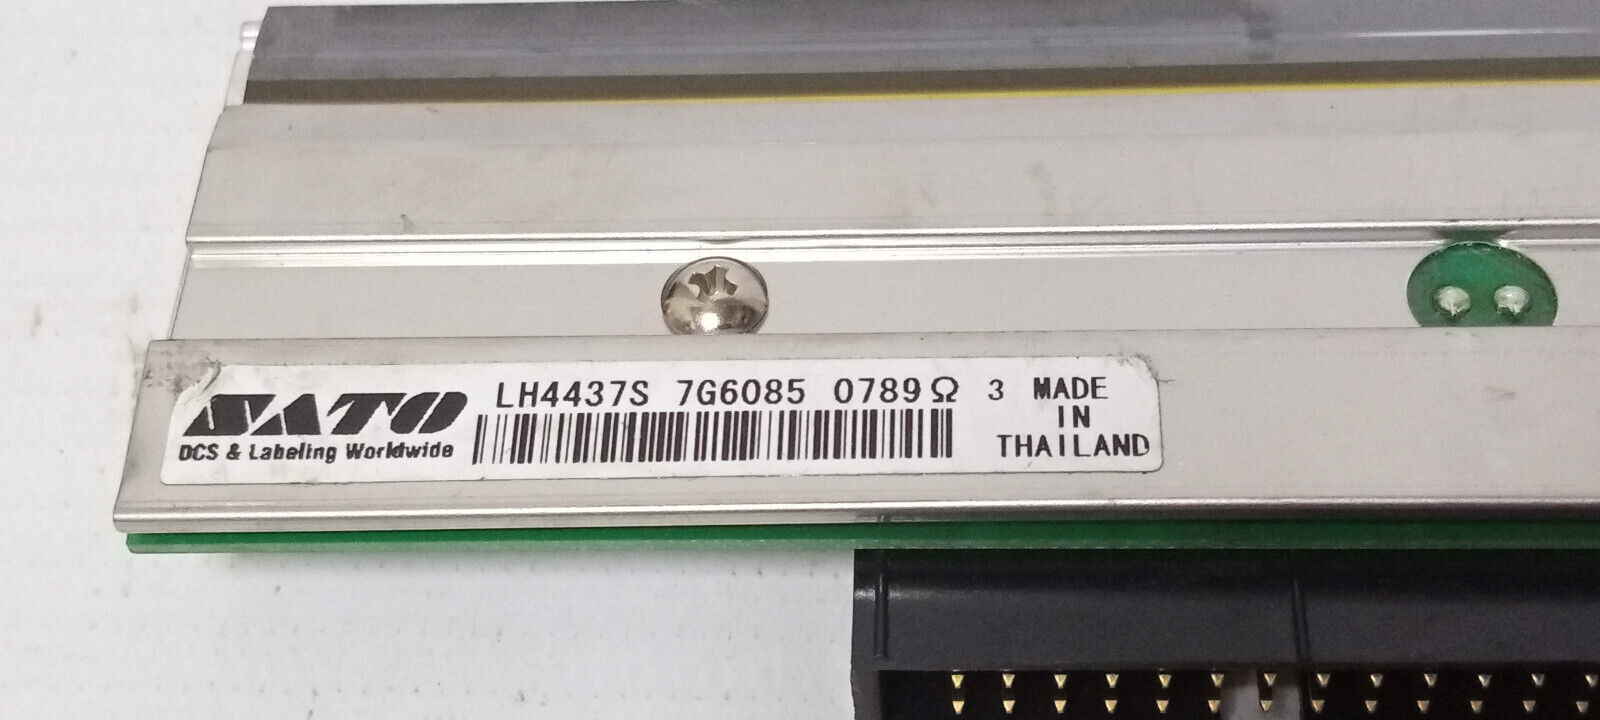 SATO
DCS & Labeling Worldwide
LH4437S 7G6085 0789Ω 3
MADE
IN
THAILAND